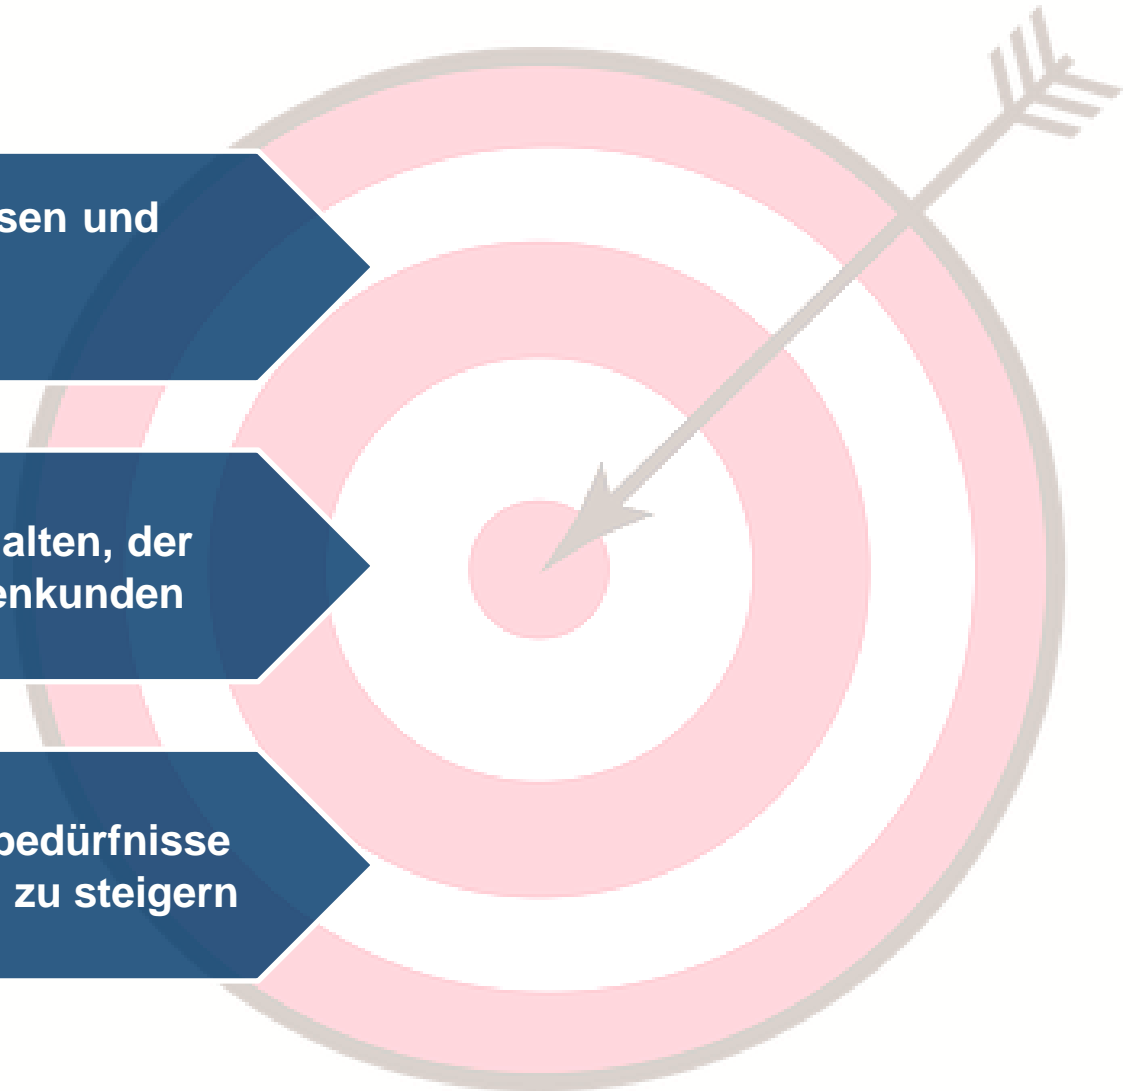 sen und
alten, der
enkunden
bedürfnisse
zu steigern